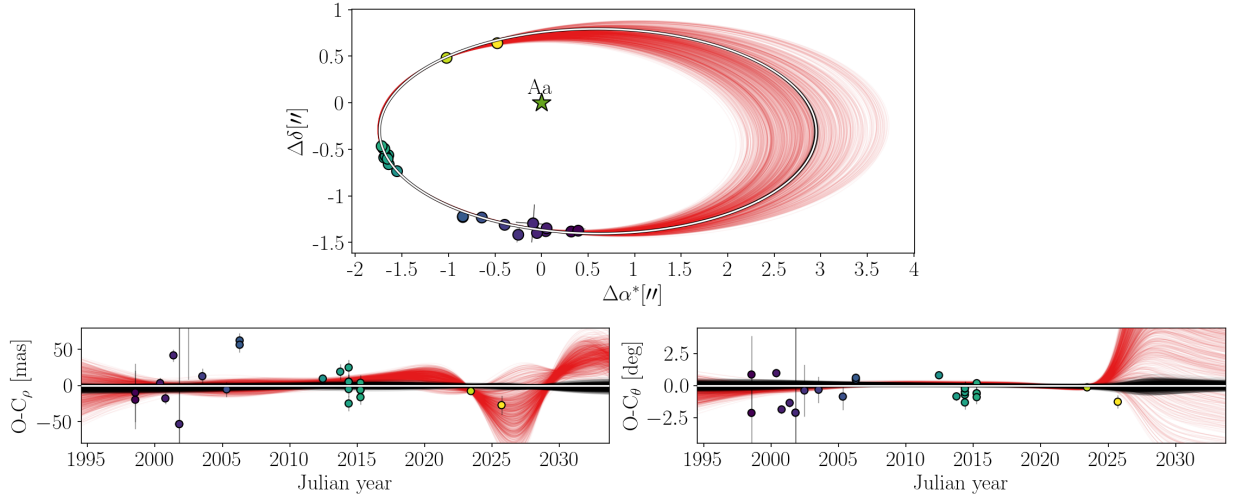 1
0.5
0
-0.5
-1
-1.5
Δδ[″]
Aa
-2 -1.5 -1 -0.5 0 0.5 1 1.5 2 2.5 3 3.5 4
Δα*[″]
50
0
−50
O-Cρ [mas]
1995 2000 2005 2010 2015 2020 2025 2030
Julian year
2.5
0.0
−2.5
O-Cθ [deg]
1995 2000 2005 2010 2015 2020 2025 2030
Julian year